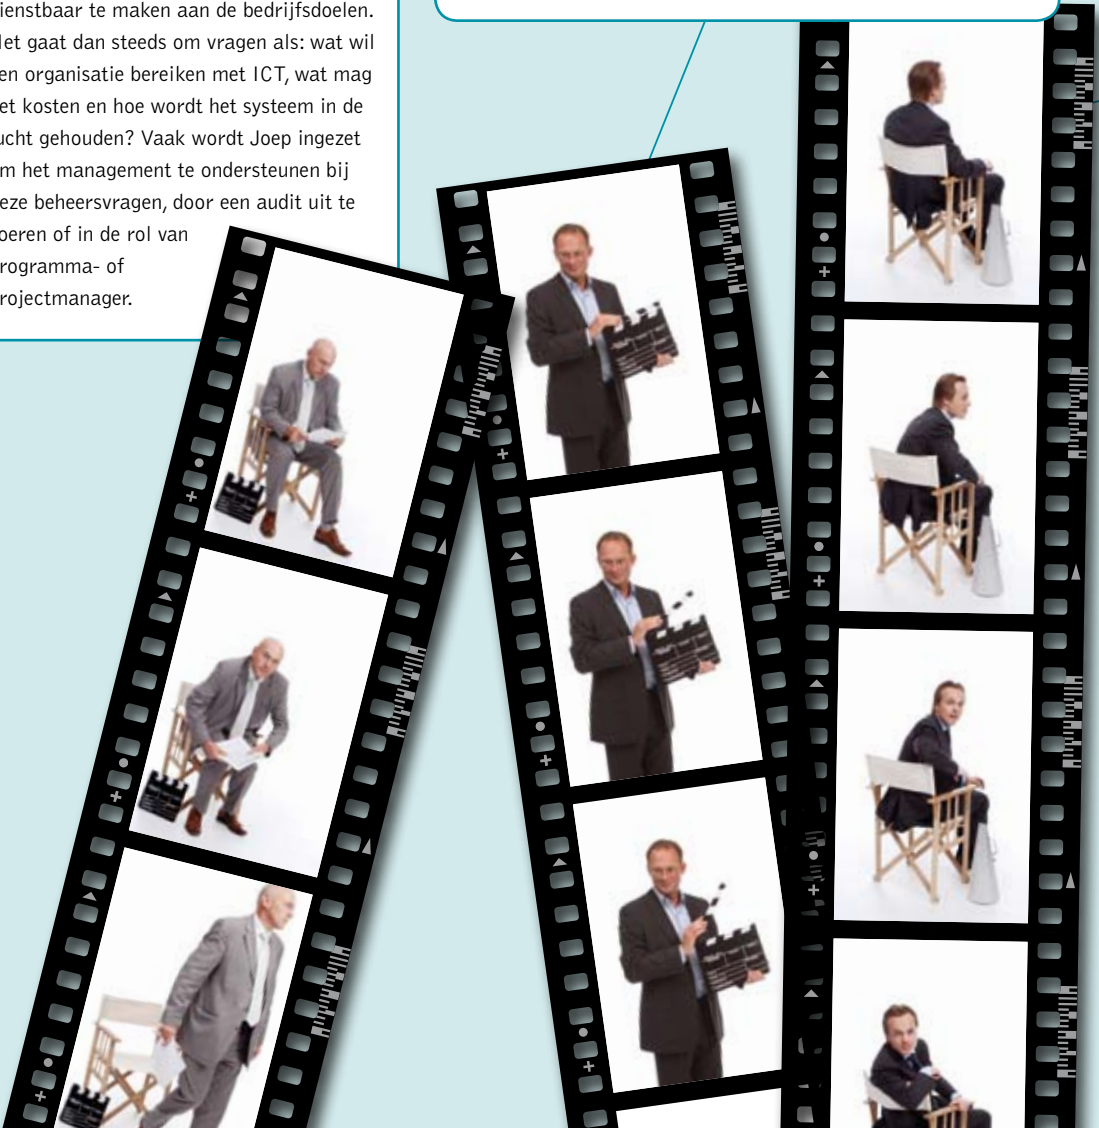 ienstbaar te maken aan de bedrijfsdoelen.
let gaat dan steeds om vragen als: wat wil
en organisatie bereiken met ICT, wat mag
et kosten en hoe wordt het systeem in de
ucht gehouden? Vaak wordt Joep ingezet
m het management te ondersteunen bij
eze beheersvragen, door een audit uit te
oeren of in de rol van
rogramma- of
rojectmanager.